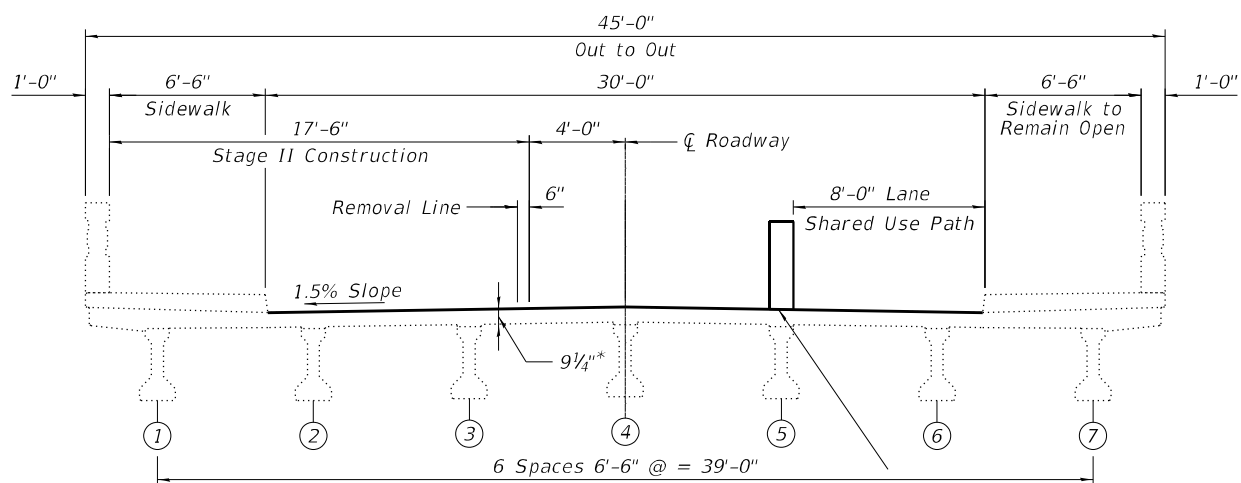 45'-0"
Out to Out
1'-0"
6'-6"
30'-0"
6'-6"
1'-0"
Sidewalk
Sidewalk to
Remain Open
17'-6"
4'-0"
℄ Roadway
Stage II Construction
Removal Line
6"
8'-0" Lane
Shared Use Path
1.5% Slope
9¼"*
1
2
3
4
5
6
7
6 Spaces 6'-6" @ = 39'-0"